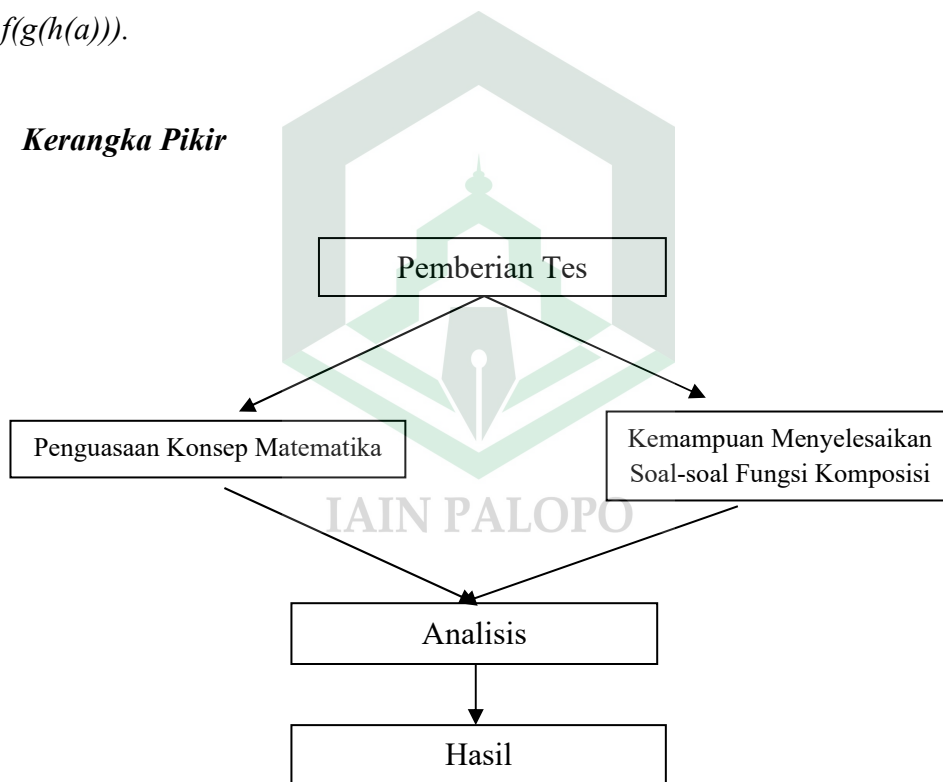 f(g(h(a))).
Kerangka Pikir
Pemberian Tes
Penguasaan Konsep Matematika
Kemampuan Menyelesaikan
Soal-soal Fungsi Komposisi
IAIN PALOPO
Analisis
Hasil